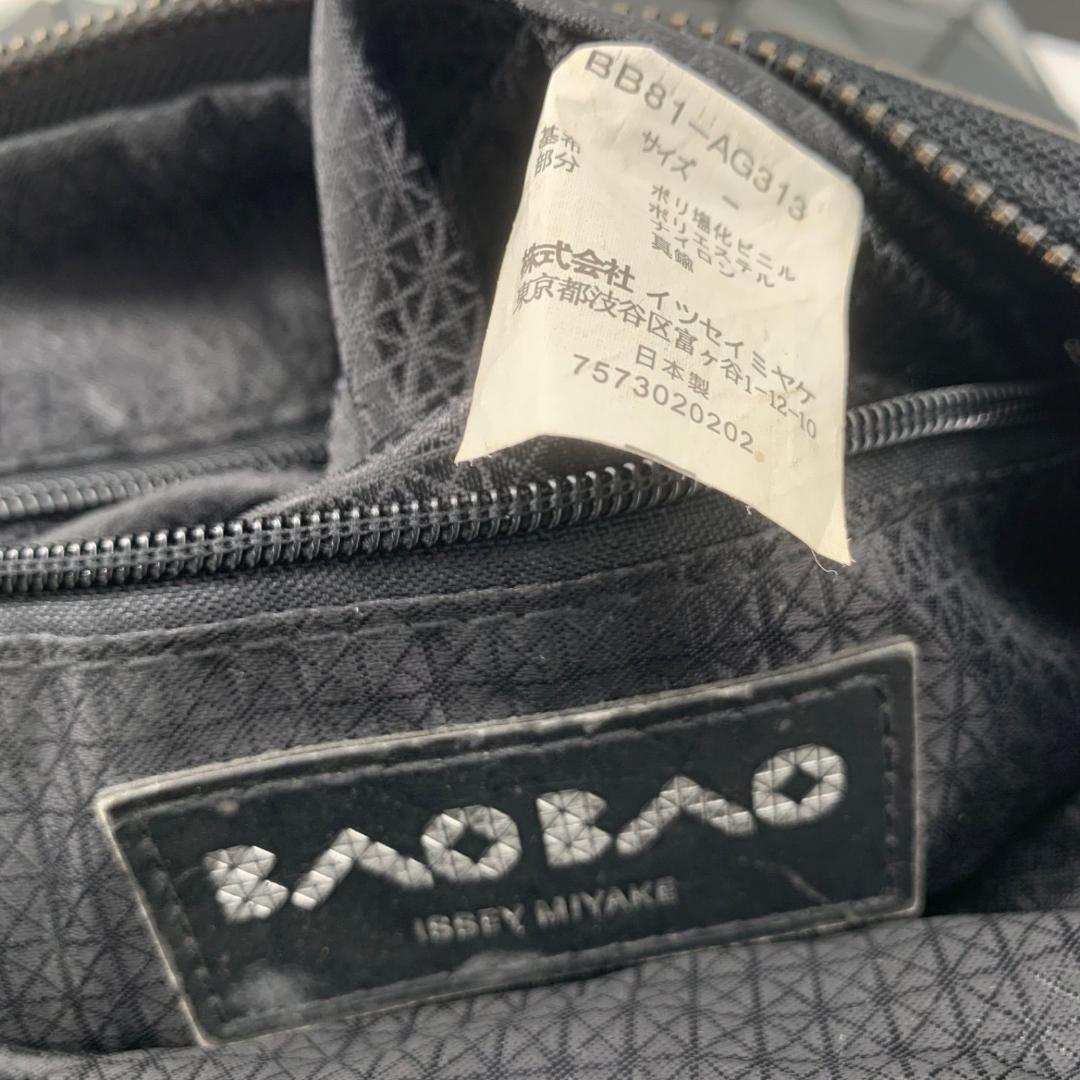 BB81-AG313
サイズ -
基布
部分
ポリ塩化ビニル
ポリエステル
ナイロン
真鍮
株式会社 イッセイミヤケ
東京都渋谷区富ヶ谷1-12-10
日本製
7573020202
BAOBAO
ISSEY MIYAKE